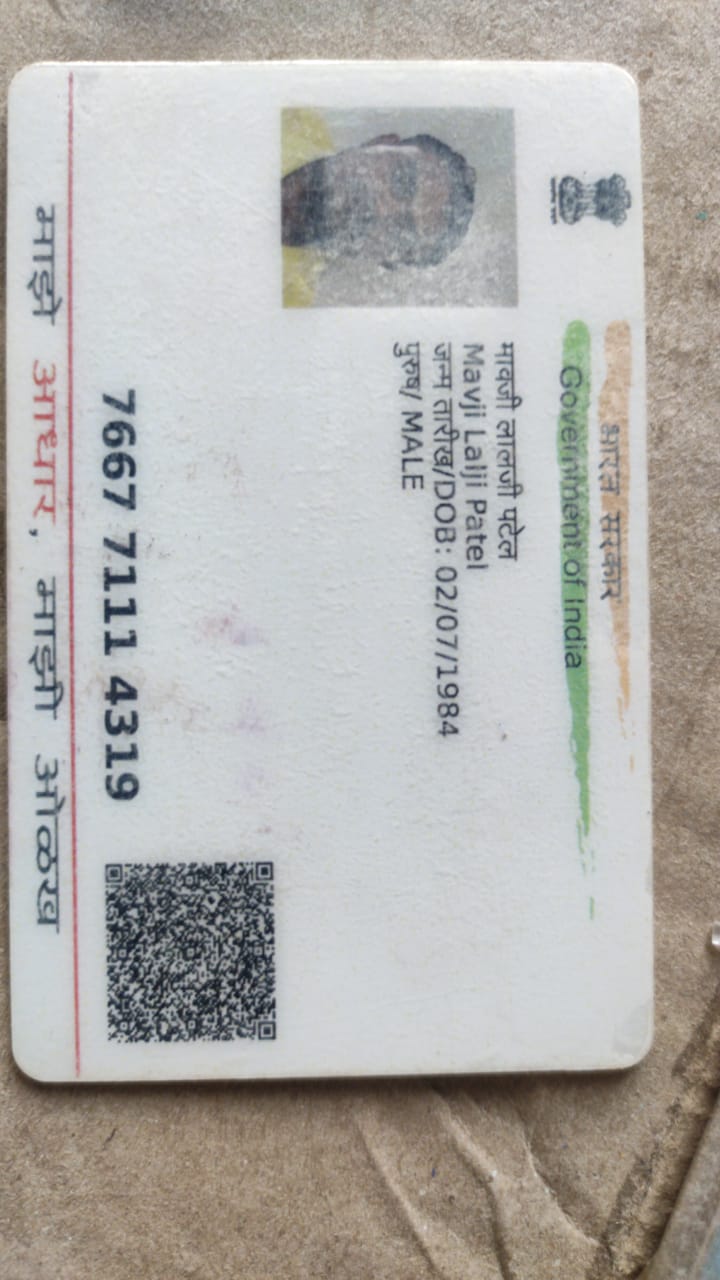 भारत सरकार
Government of India
मावजी लालजी पटेल
Mavji Lalji Patel
जन्म तारीख/DOB: 02/07/1984
पुरुष/ MALE
7667 7111 4319
माझे आधार, माझी ओळख